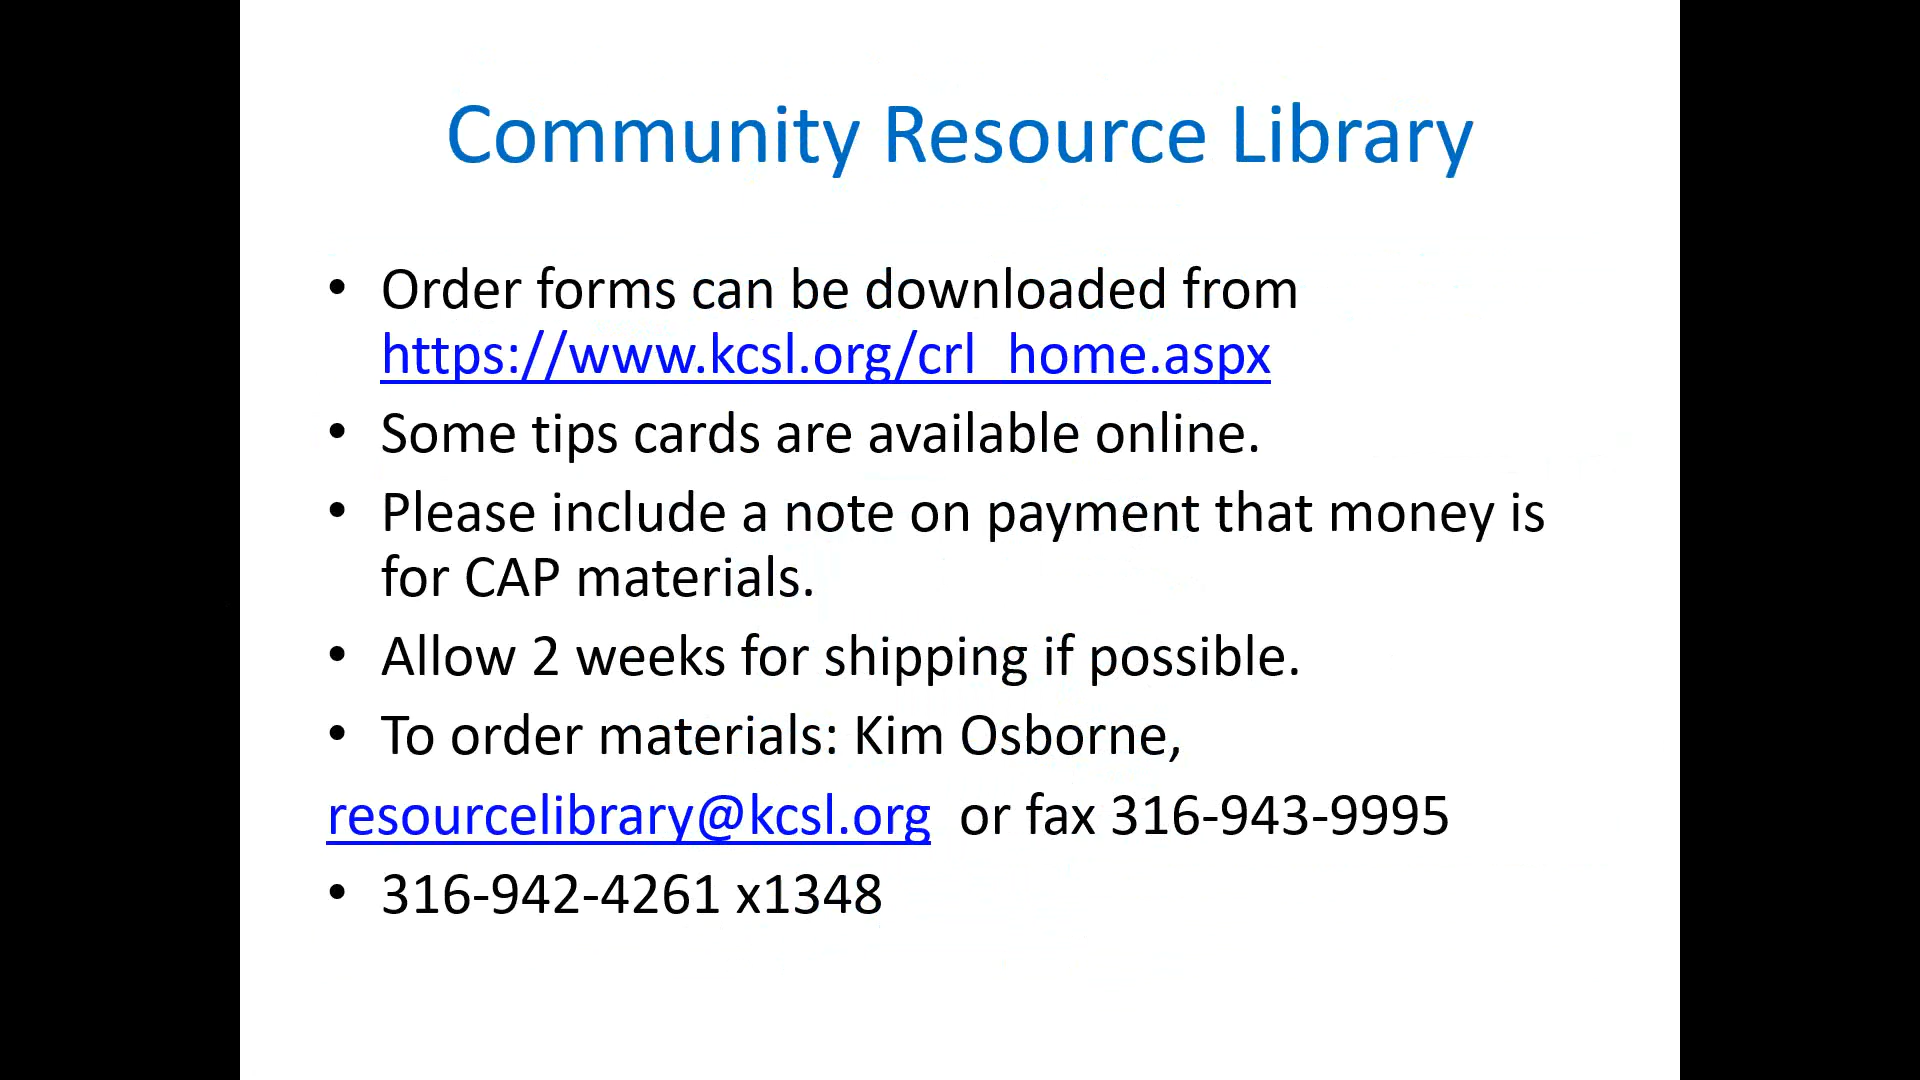 Community Resource Library
• Order forms can be downloaded from
https://www.kcsl.org/crl_home.aspx
• Some tips cards are available online.
• Please include a note on payment that money is
for CAP materials.
• Allow 2 weeks for shipping if possible.
• To order materials: Kim Osborne,
resourcelibrary@kcsl.org or fax 316-943-9995
• 316-942-4261 x1348